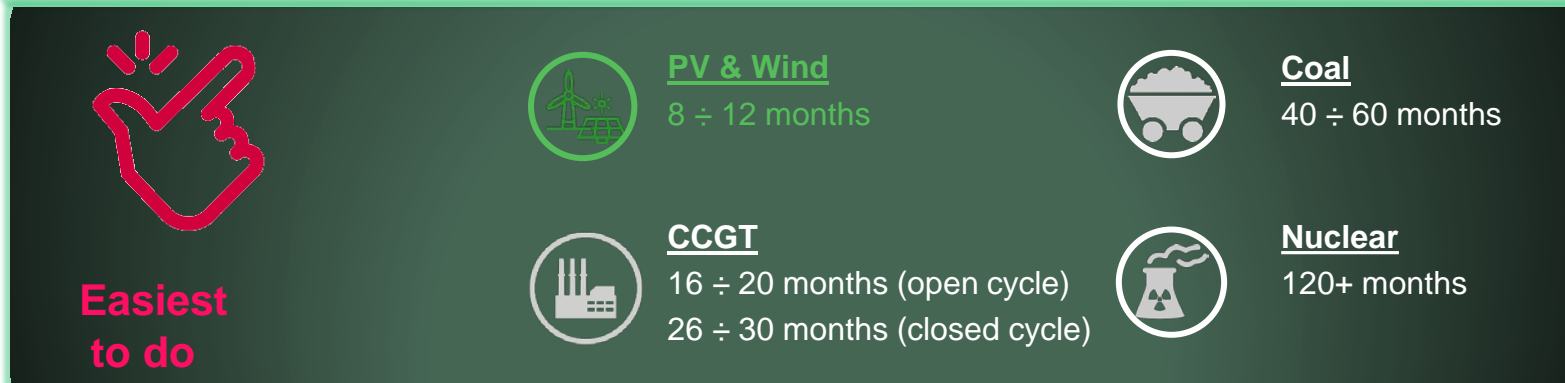 Easiest
to do
PV & Wind
8 ÷ 12 months
CCGT
16 ÷ 20 months (open cycle)
26 ÷ 30 months (closed cycle)
Coal
40 ÷ 60 months
Nuclear
120+ months